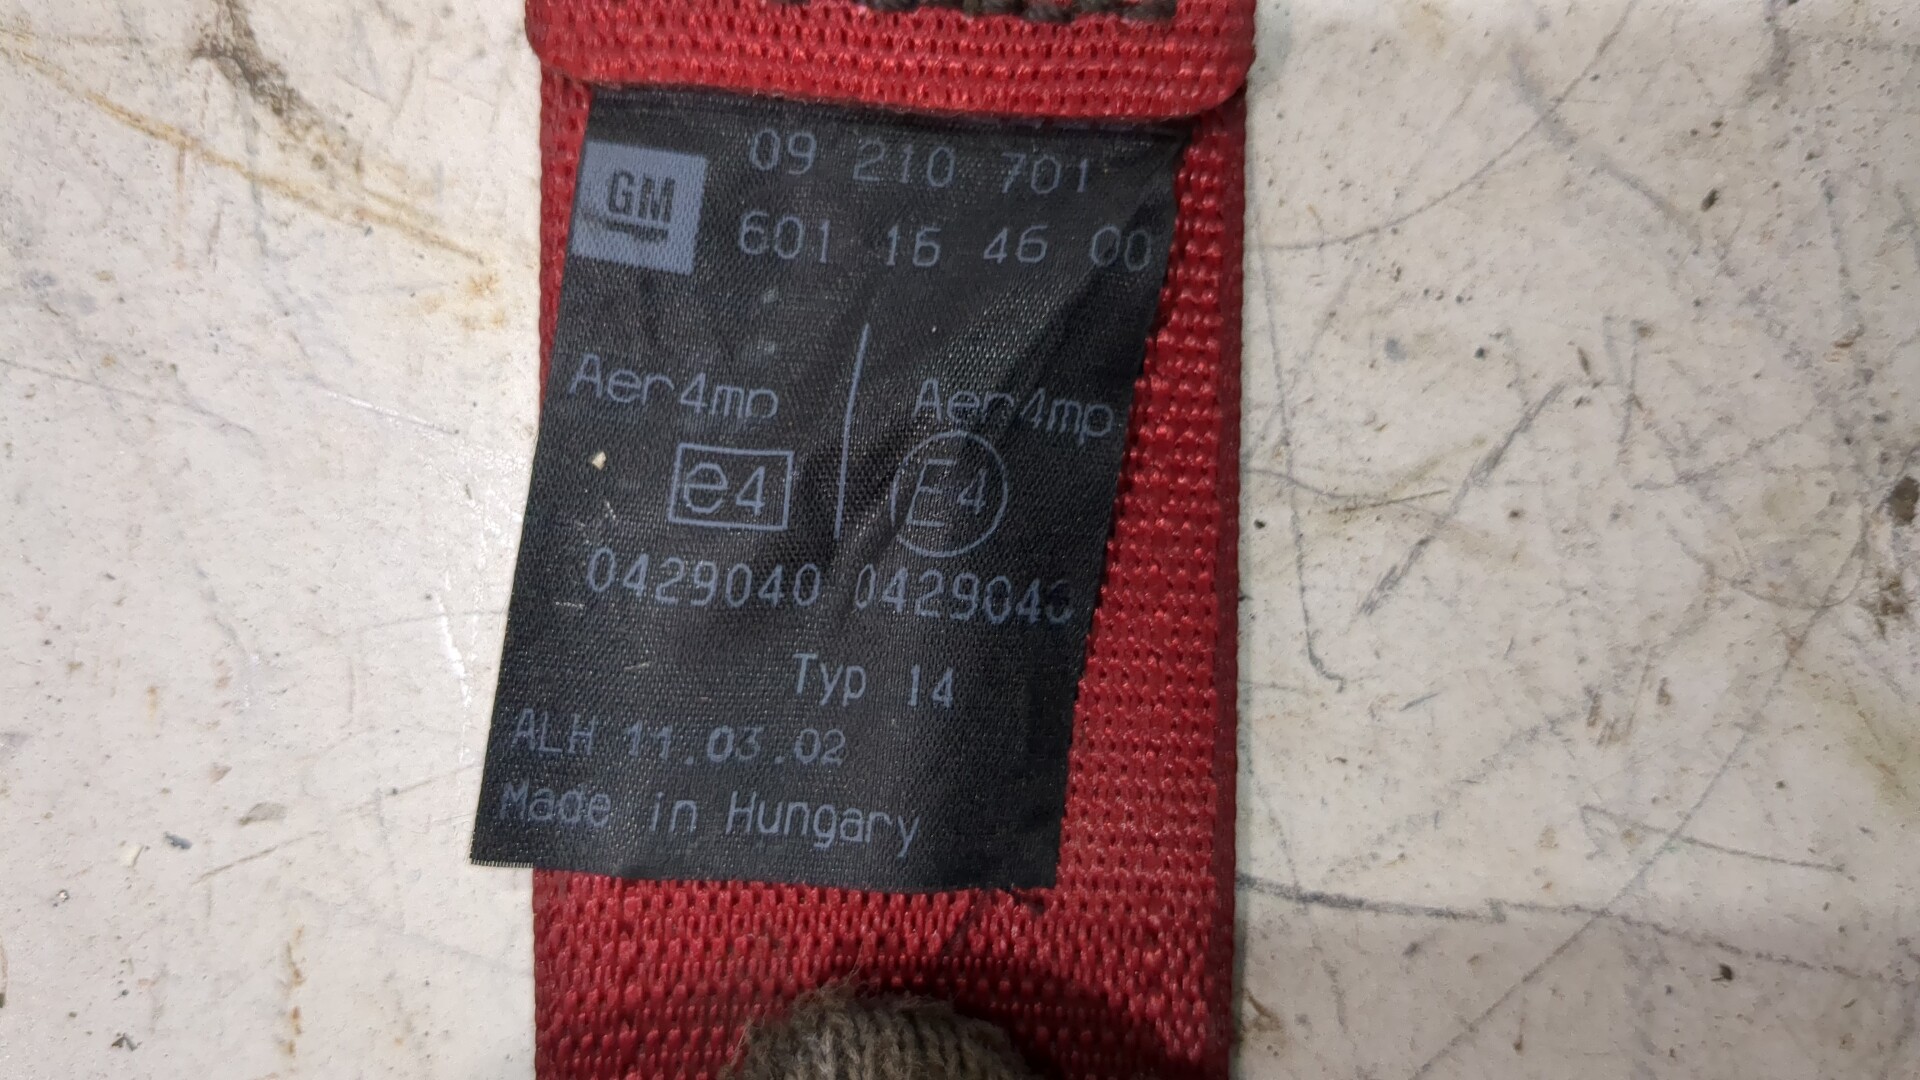 GM
09 210 701
601 16 46 00
Aer4mp Aer4mp
e4 E4
0429040 0429040
Typ 14
ALH 11.03.02
Made in Hungary